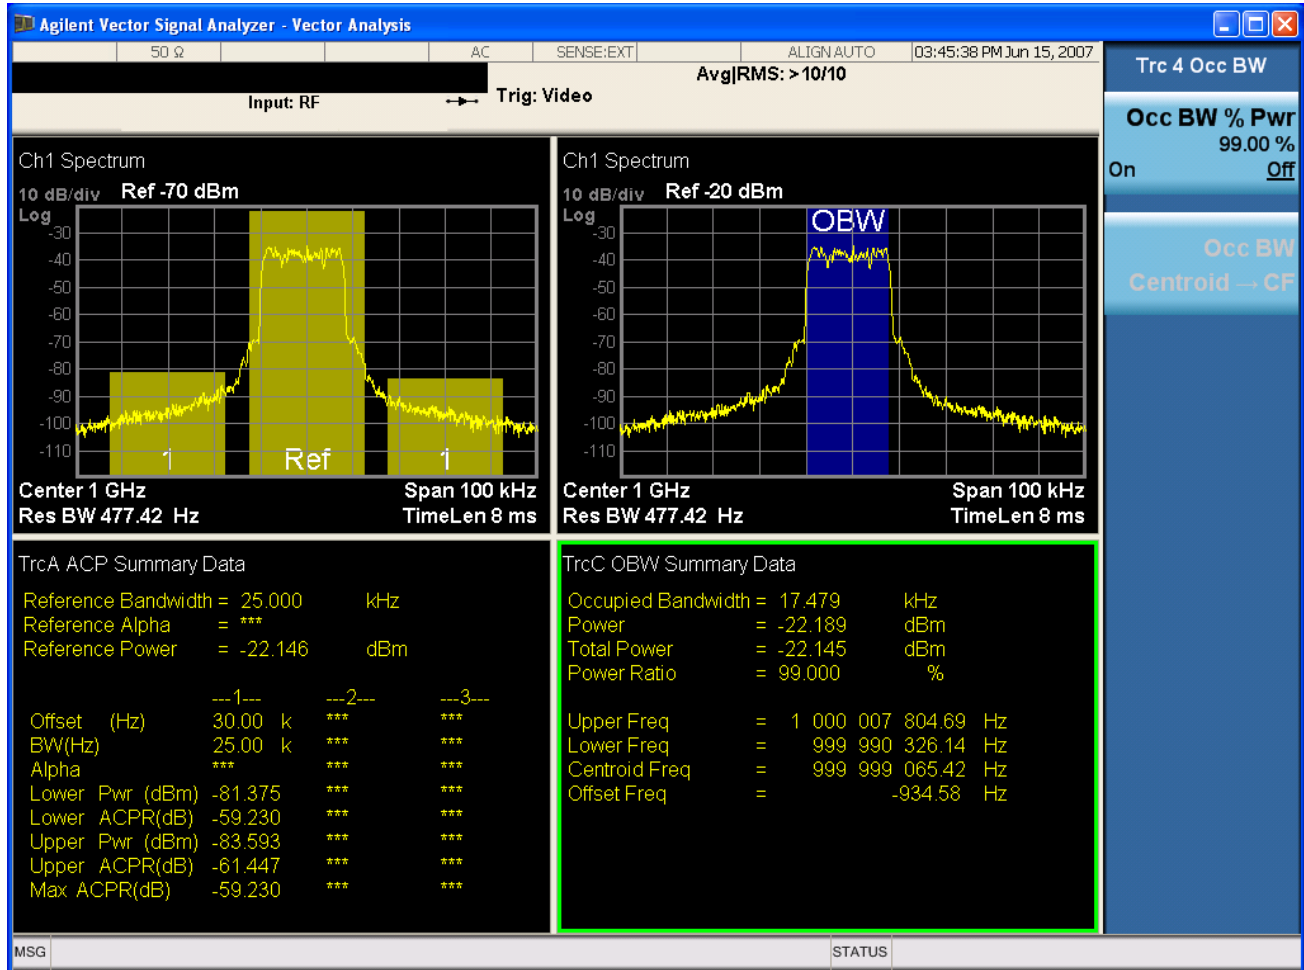 Agilent Vector Signal Analyzer - Vector Analysis
50 Ω AC SENSE:EXT ALIGN AUTO 03:45:38 PM Jun 15, 2007
Avg|RMS: >10/10
Input: RF Trig: Video
Trc 4 Occ BW
Occ BW % Pwr
99.00 %
On Off
Occ BW
Centroid → CF
Ch1 Spectrum
10 dB/div Ref -70 dBm
Log
-30
-40
-50
-60
-70
-80
-90
-100
-110
1 Ref 1
Center 1 GHz Span 100 kHz
Res BW 477.42 Hz TimeLen 8 ms
Ch1 Spectrum
10 dB/div Ref -20 dBm
Log
OBW
-30
-40
-50
-60
-70
-80
-90
-100
-110
Center 1 GHz Span 100 kHz
Res BW 477.42 Hz TimeLen 8 ms
TrcA ACP Summary Data
Reference Bandwidth = 25.000 kHz
Reference Alpha = ***
Reference Power = -22.146 dBm
---1--- ---2--- ---3---
Offset (Hz) 30.00 k *** ***
BW(Hz) 25.00 k *** ***
Alpha *** *** ***
Lower Pwr (dBm) -81.375 *** ***
Lower ACPR(dB) -59.230 *** ***
Upper Pwr (dBm) -83.593 *** ***
Upper ACPR(dB) -61.447 *** ***
Max ACPR(dB) -59.230 *** ***
TrcC OBW Summary Data
Occupied Bandwidth = 17.479 kHz
Power = -22.189 dBm
Total Power = -22.145 dBm
Power Ratio = 99.000 %
Upper Freq = 1 000 007 804.69 Hz
Lower Freq = 999 990 326.14 Hz
Centroid Freq = 999 999 065.42 Hz
Offset Freq = -934.58 Hz
MSG STATUS